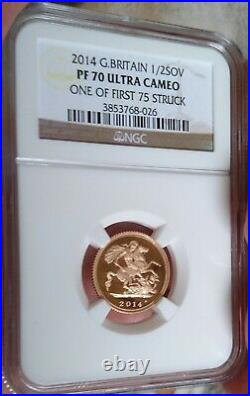 2014 G.BRITAIN 1/2SOV
PF 70 ULTRA CAMEO
ONE OF FIRST 75 STRUCK
3853768-026
NGC
2014